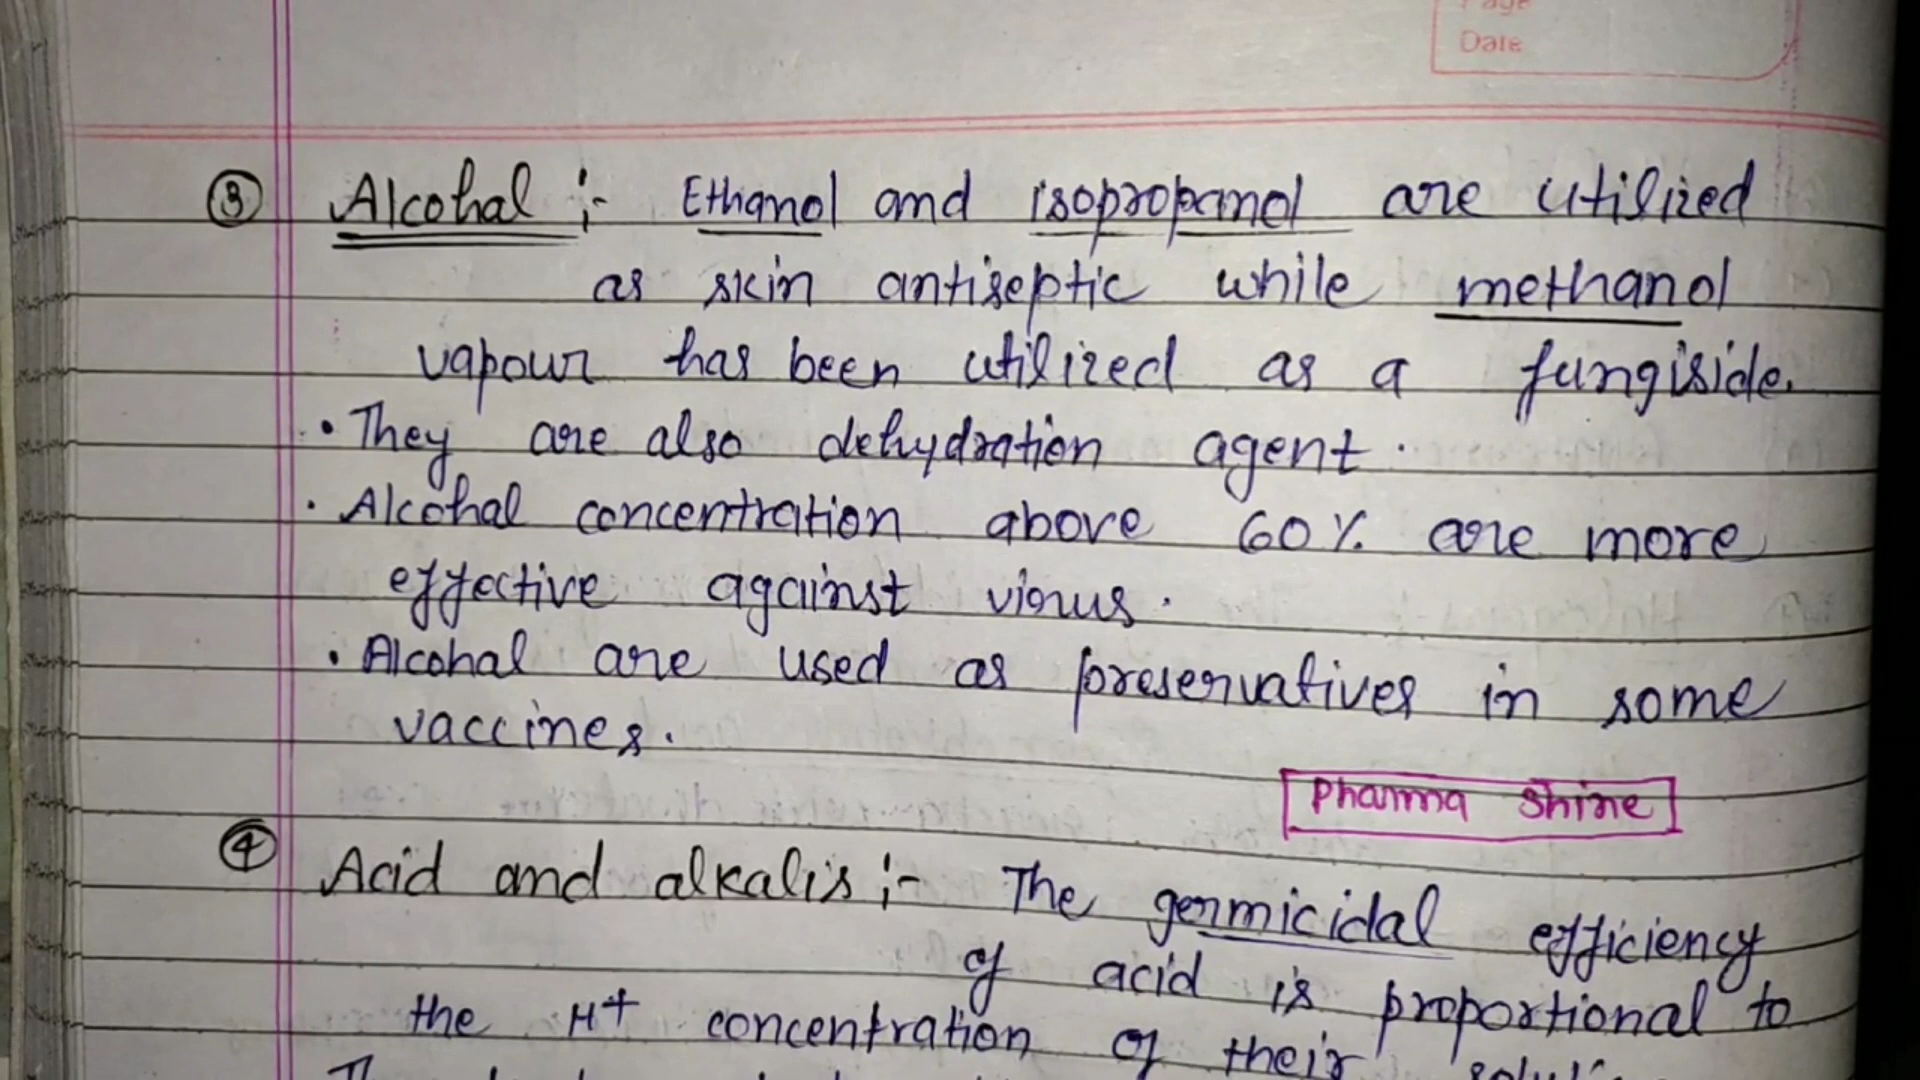 Page
Date
③ Alcohal :- Ethanol and isopropanol are utilized
as skin antiseptic while methanol
vapour has been utilized as a fungiside.
• They are also dehydration agent.
• Alcohal concentration above 60% are more
effective against virus.
• Alcohal are used as preservatives in some
vaccines.
Pharma Shine
④ Acid and alkalis :- The germicidal efficiency
of acid is proportional to
the H+ concentration of their